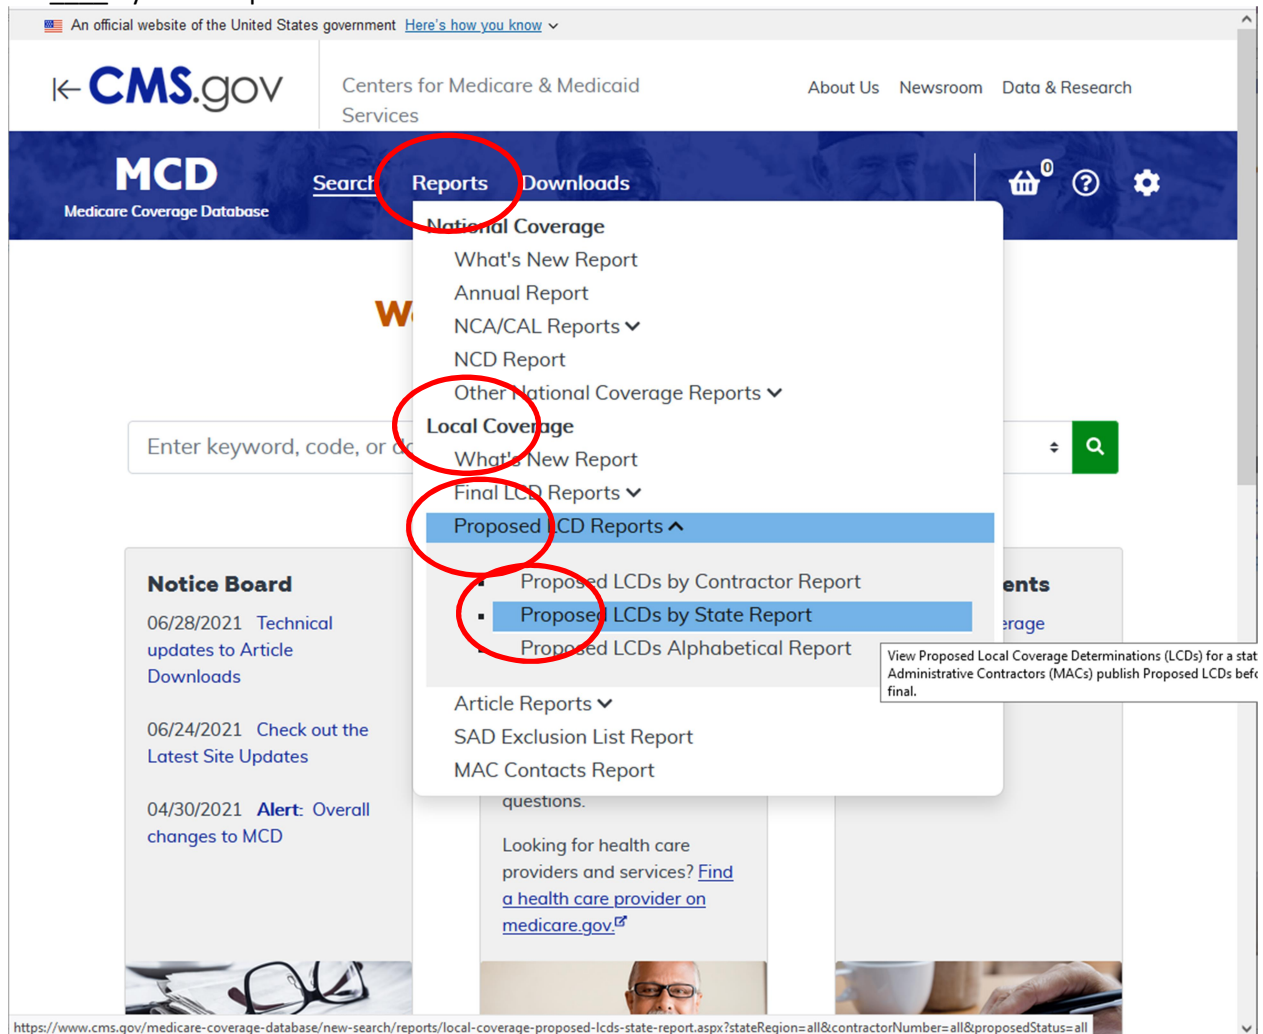 An official website of the United States government Here's how you know
CMS.gov
Centers for Medicare & Medicaid
Services
About Us Newsroom Data & Research
MCD
Medicare Coverage Database
Search Reports Downloads
0
National Coverage
What's New Report
Annual Report
W
NCA/CAL Reports
NCD Report
Other National Coverage Reports
Local Coverage
Enter keyword, code, or do
What's New Report
Final LCD Reports
Proposed LCD Reports
Proposed LCDs by Contractor Report
Proposed LCDs by State Report
Proposed LCDs Alphabetical Report
View Proposed Local Coverage Determinations (LCDs) for a stat
Administrative Contractors (MACs) publish Proposed LCDs befo
final.
Article Reports
SAD Exclusion List Report
MAC Contacts Report
Notice Board
06/28/2021 Technical
updates to Article
Downloads
06/24/2021 Check out the
Latest Site Updates
04/30/2021 Alert: Overall
changes to MCD
questions.
Looking for health care
providers and services? Find
a health care provider on
medicare.gov.
ents
erage
https://www.cms.gov/medicare-coverage-database/new-search/reports/local-coverage-proposed-lcds-state-report.aspx?stateRegion=all&contractorNumber=all&proposedStatus=all